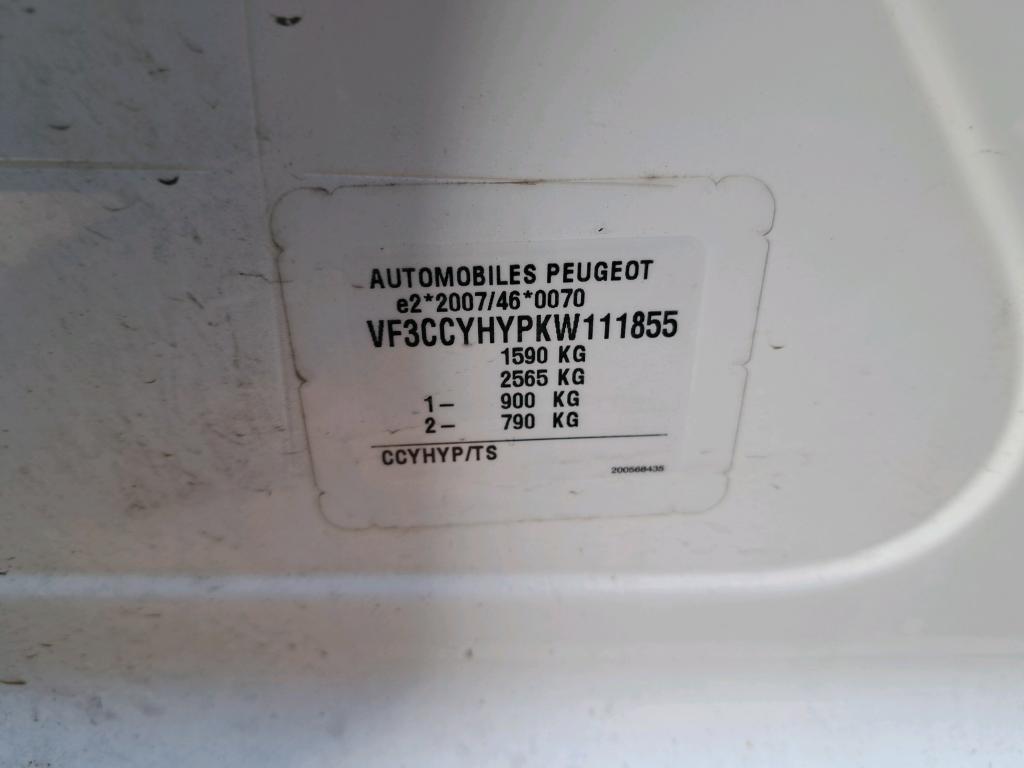 AUTOMOBILES PEUGEOT
e2*2007/46*0070
VF3CCYHYPKW111855
1590 KG
2565 KG
1- 900 KG
2- 790 KG
CCYHYP/TS
200568435